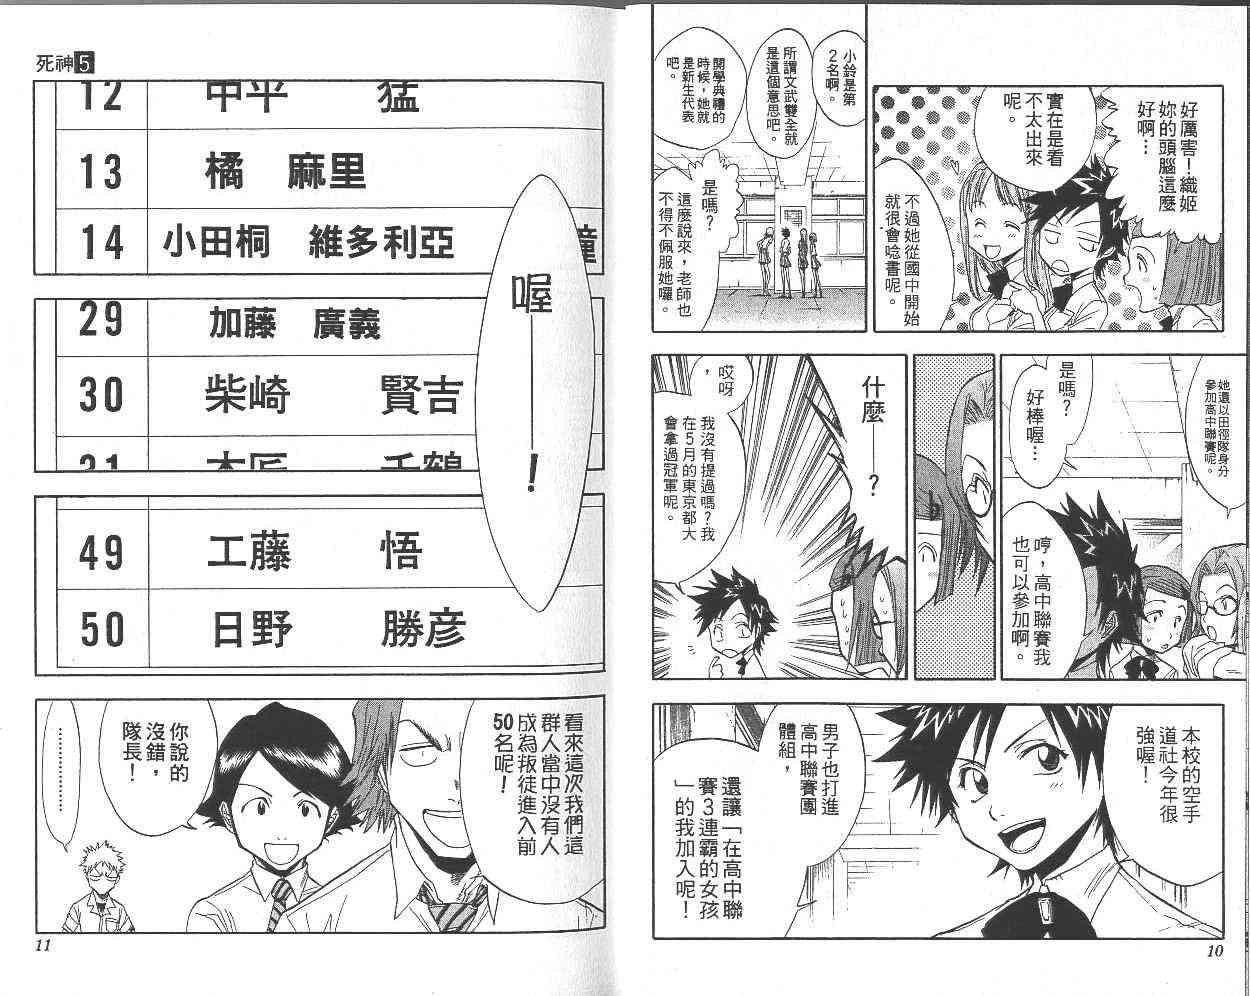 好厲害！織姬
妳的頭腦這麼
好啊…
實在是看
不太出來
呢。
不過她從國中開始
就很會唸書呢。
小鈴是第
2名啊。
所謂文武雙全就
是這個意思吧。
開學典禮的
時候，她就
是新生代表
吧。
是嗎？
這麼說來，老師也
不得不佩服她囉。
她還以田徑隊身分
參加高中聯賽呢。
是嗎？
好棒喔…
哼，高中聯賽我
也可以參加啊。
什麼——？
哎呀
，
我沒有提過嗎？我
在5月的東京都大
會拿過冠軍呢。
本校的空手
道社今年很
強喔！
男子也打進
高中聯賽團
體組，
還讓「在高中聯
賽3連霸的女孩
」的我加入呢！
10
死神5
12 中平 猛
13 橘 麻里
14 小田桐 維多利亞
喔——！
29 加藤 廣義
30 柴崎 賢吉
31
49 工藤 悟
50 日野 勝彦
看來這次我們這
群人當中沒有人
成為叛徒進入前
50名呢！
你說的
沒錯，
隊長！
…………
11